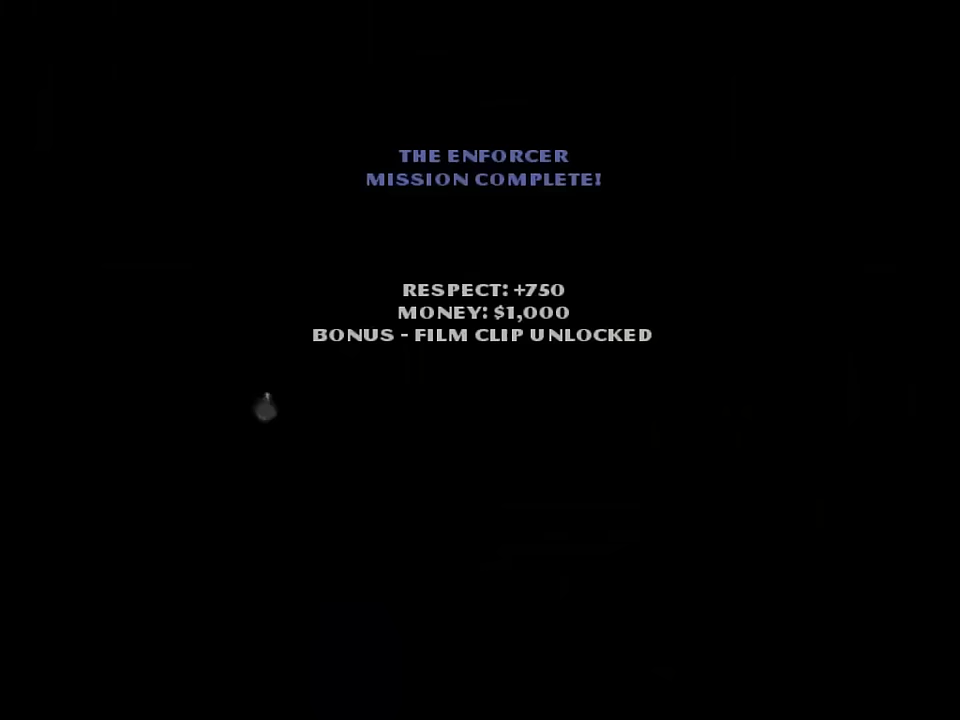 THE ENFORCER
MISSION COMPLETE!
RESPECT: +750
MONEY: $1,000
BONUS - FILM CLIP UNLOCKED